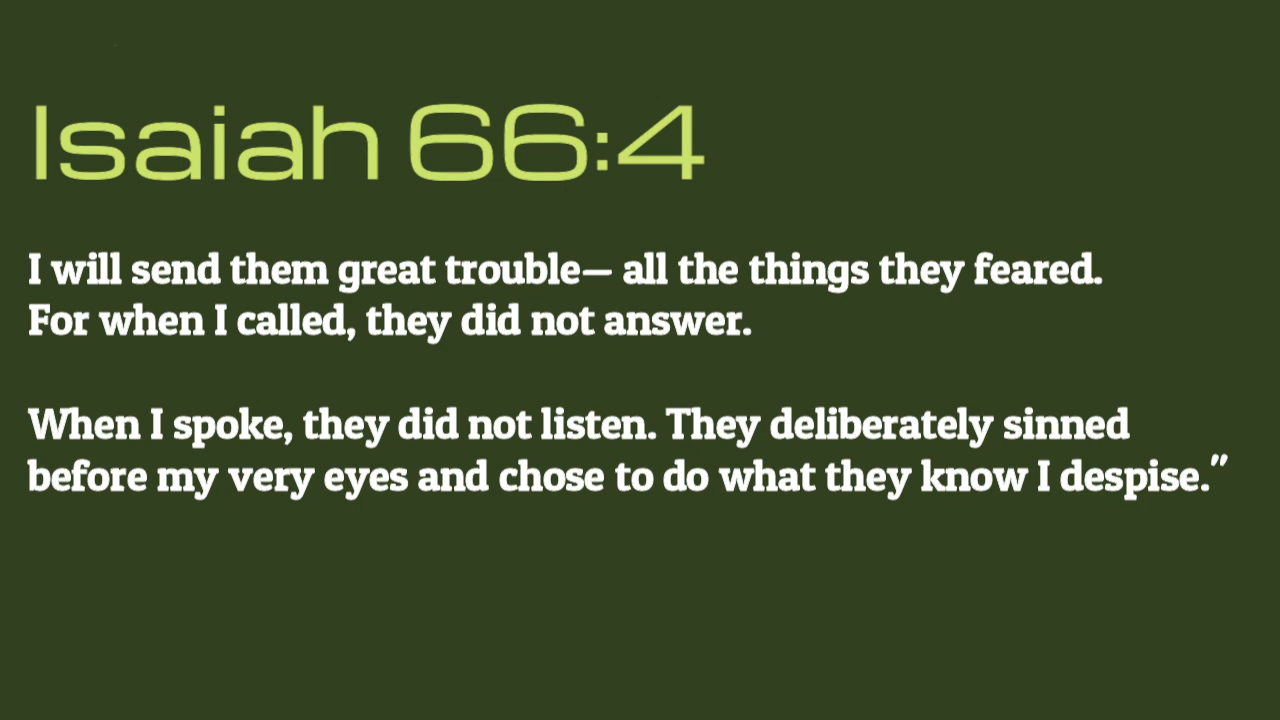 Isaiah 66:4
I will send them great trouble— all the things they feared.
For when I called, they did not answer.
When I spoke, they did not listen. They deliberately sinned
before my very eyes and chose to do what they know I despise."